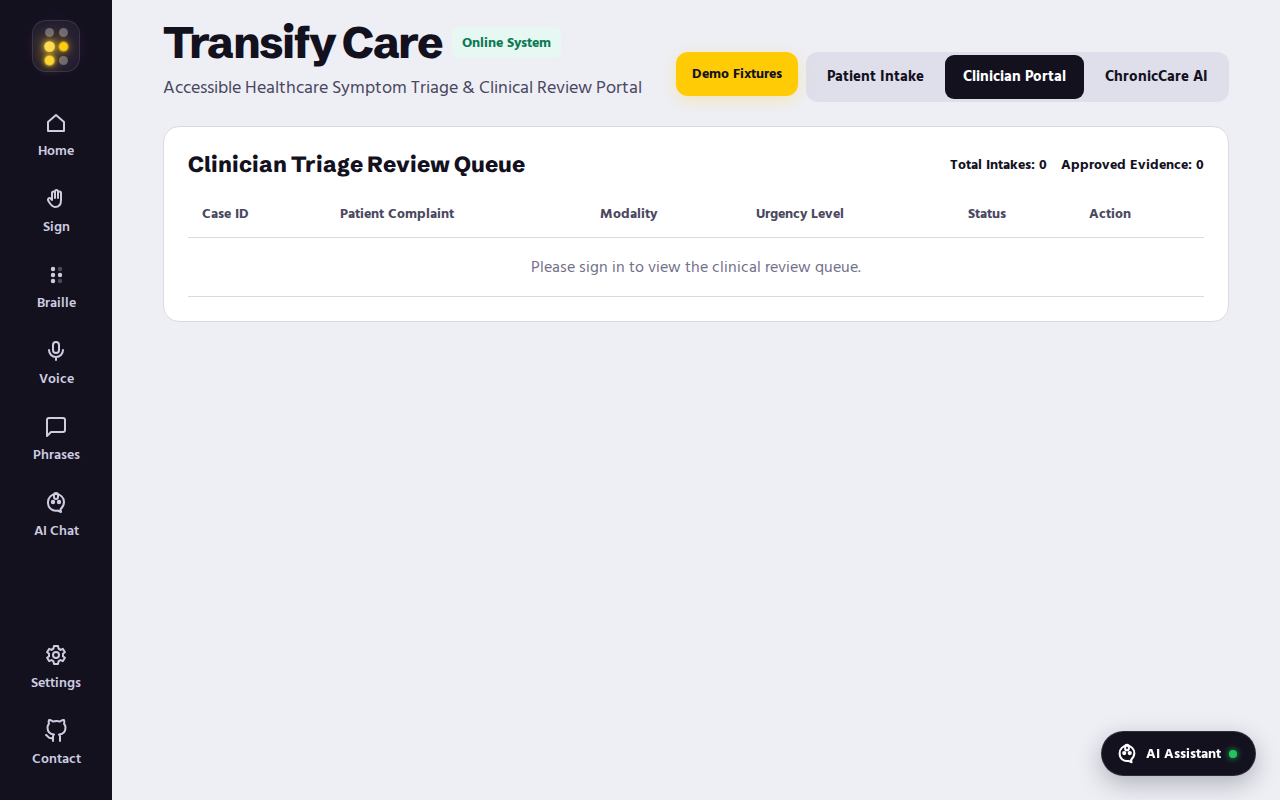 Transify Care
Online System
Accessible Healthcare Symptom Triage & Clinical Review Portal
Demo Fixtures
Patient Intake
Clinician Portal
ChronicCare AI
Home
Sign
Braille
Voice
Phrases
AI Chat
Settings
Contact
Clinician Triage Review Queue
Total Intakes: 0
Approved Evidence: 0
Case ID
Patient Complaint
Modality
Urgency Level
Status
Action
Please sign in to view the clinical review queue.
AI Assistant